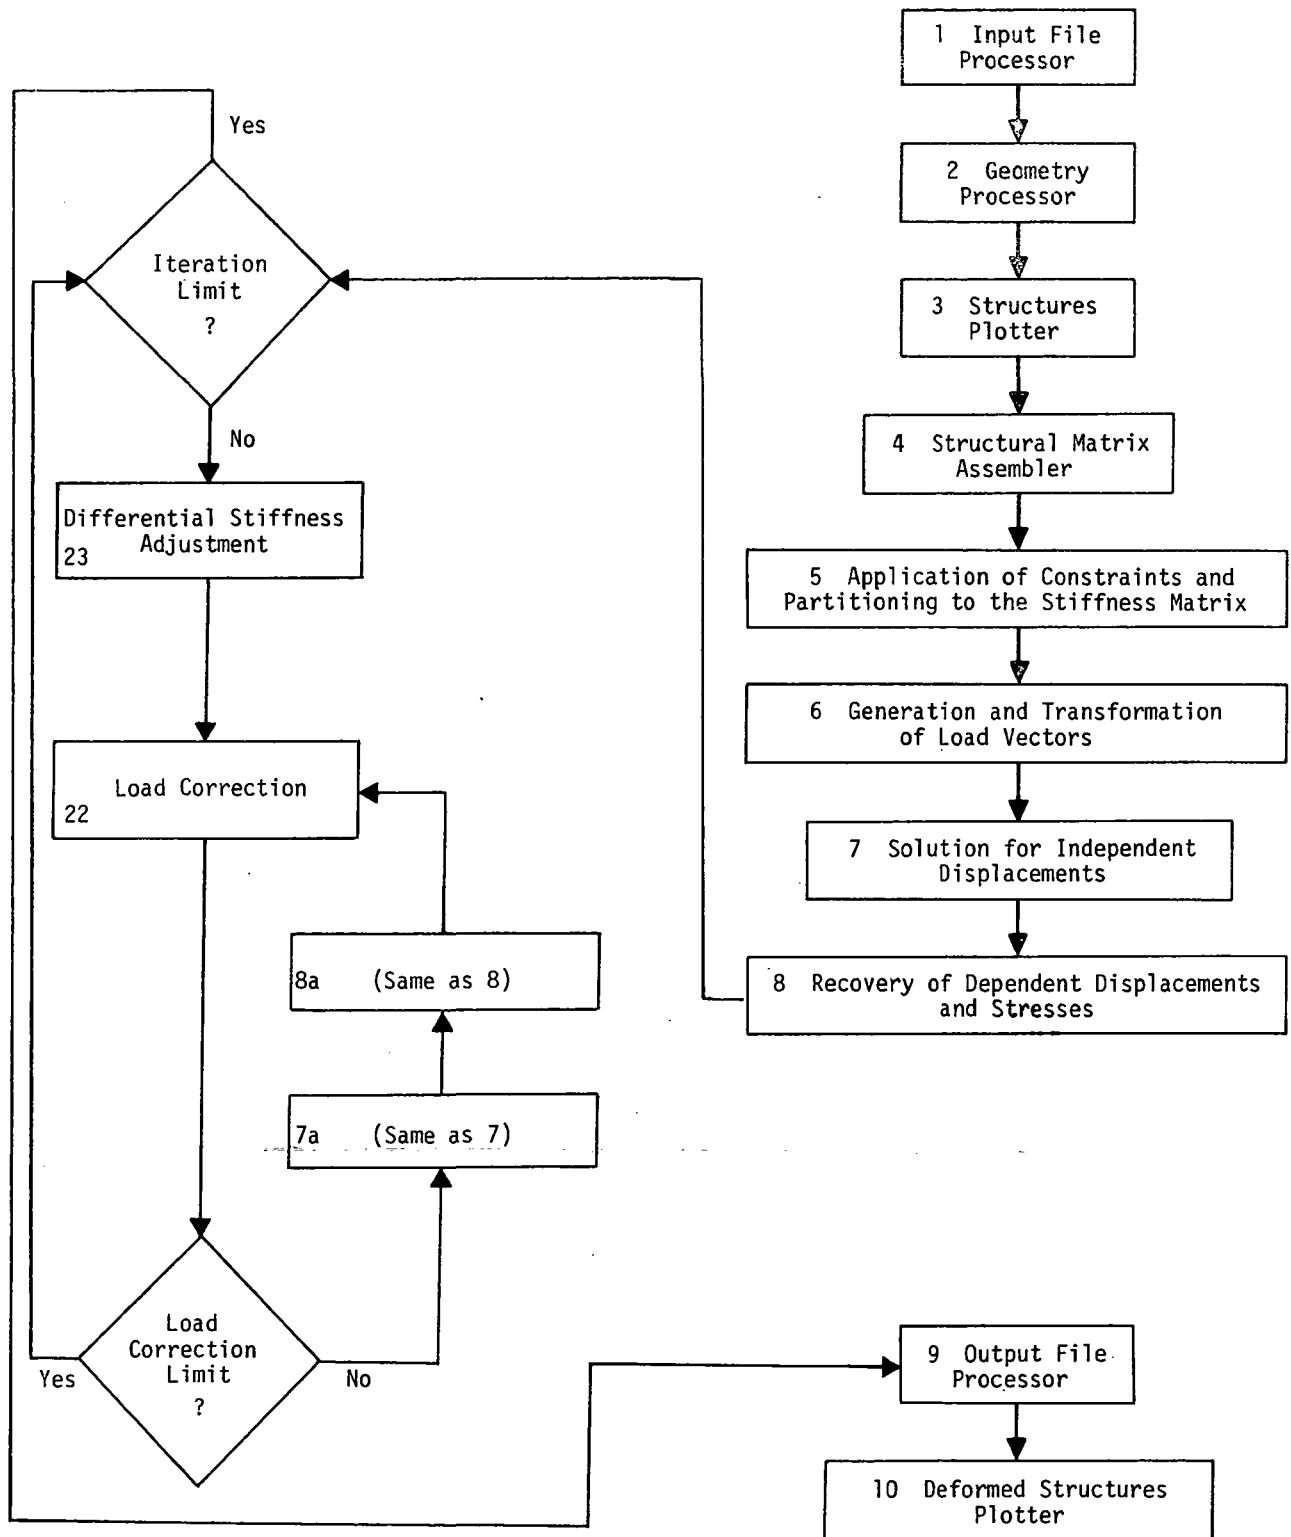 1 Input File
Processor
2 Geometry
Processor
3 Structures
Plotter
4 Structural Matrix
Assembler
5 Application of Constraints and
Partitioning to the Stiffness Matrix
6 Generation and Transformation
of Load Vectors
7 Solution for Independent
Displacements
8 Recovery of Dependent Displacements
and Stresses
Yes
Iteration
Limit
?
No
Differential Stiffness
Adjustment
23
Load Correction
22
8a (Same as 8)
7a (Same as 7)
Load
Correction
Limit
?
Yes
No
9 Output File
Processor
10 Deformed Structures
Plotter